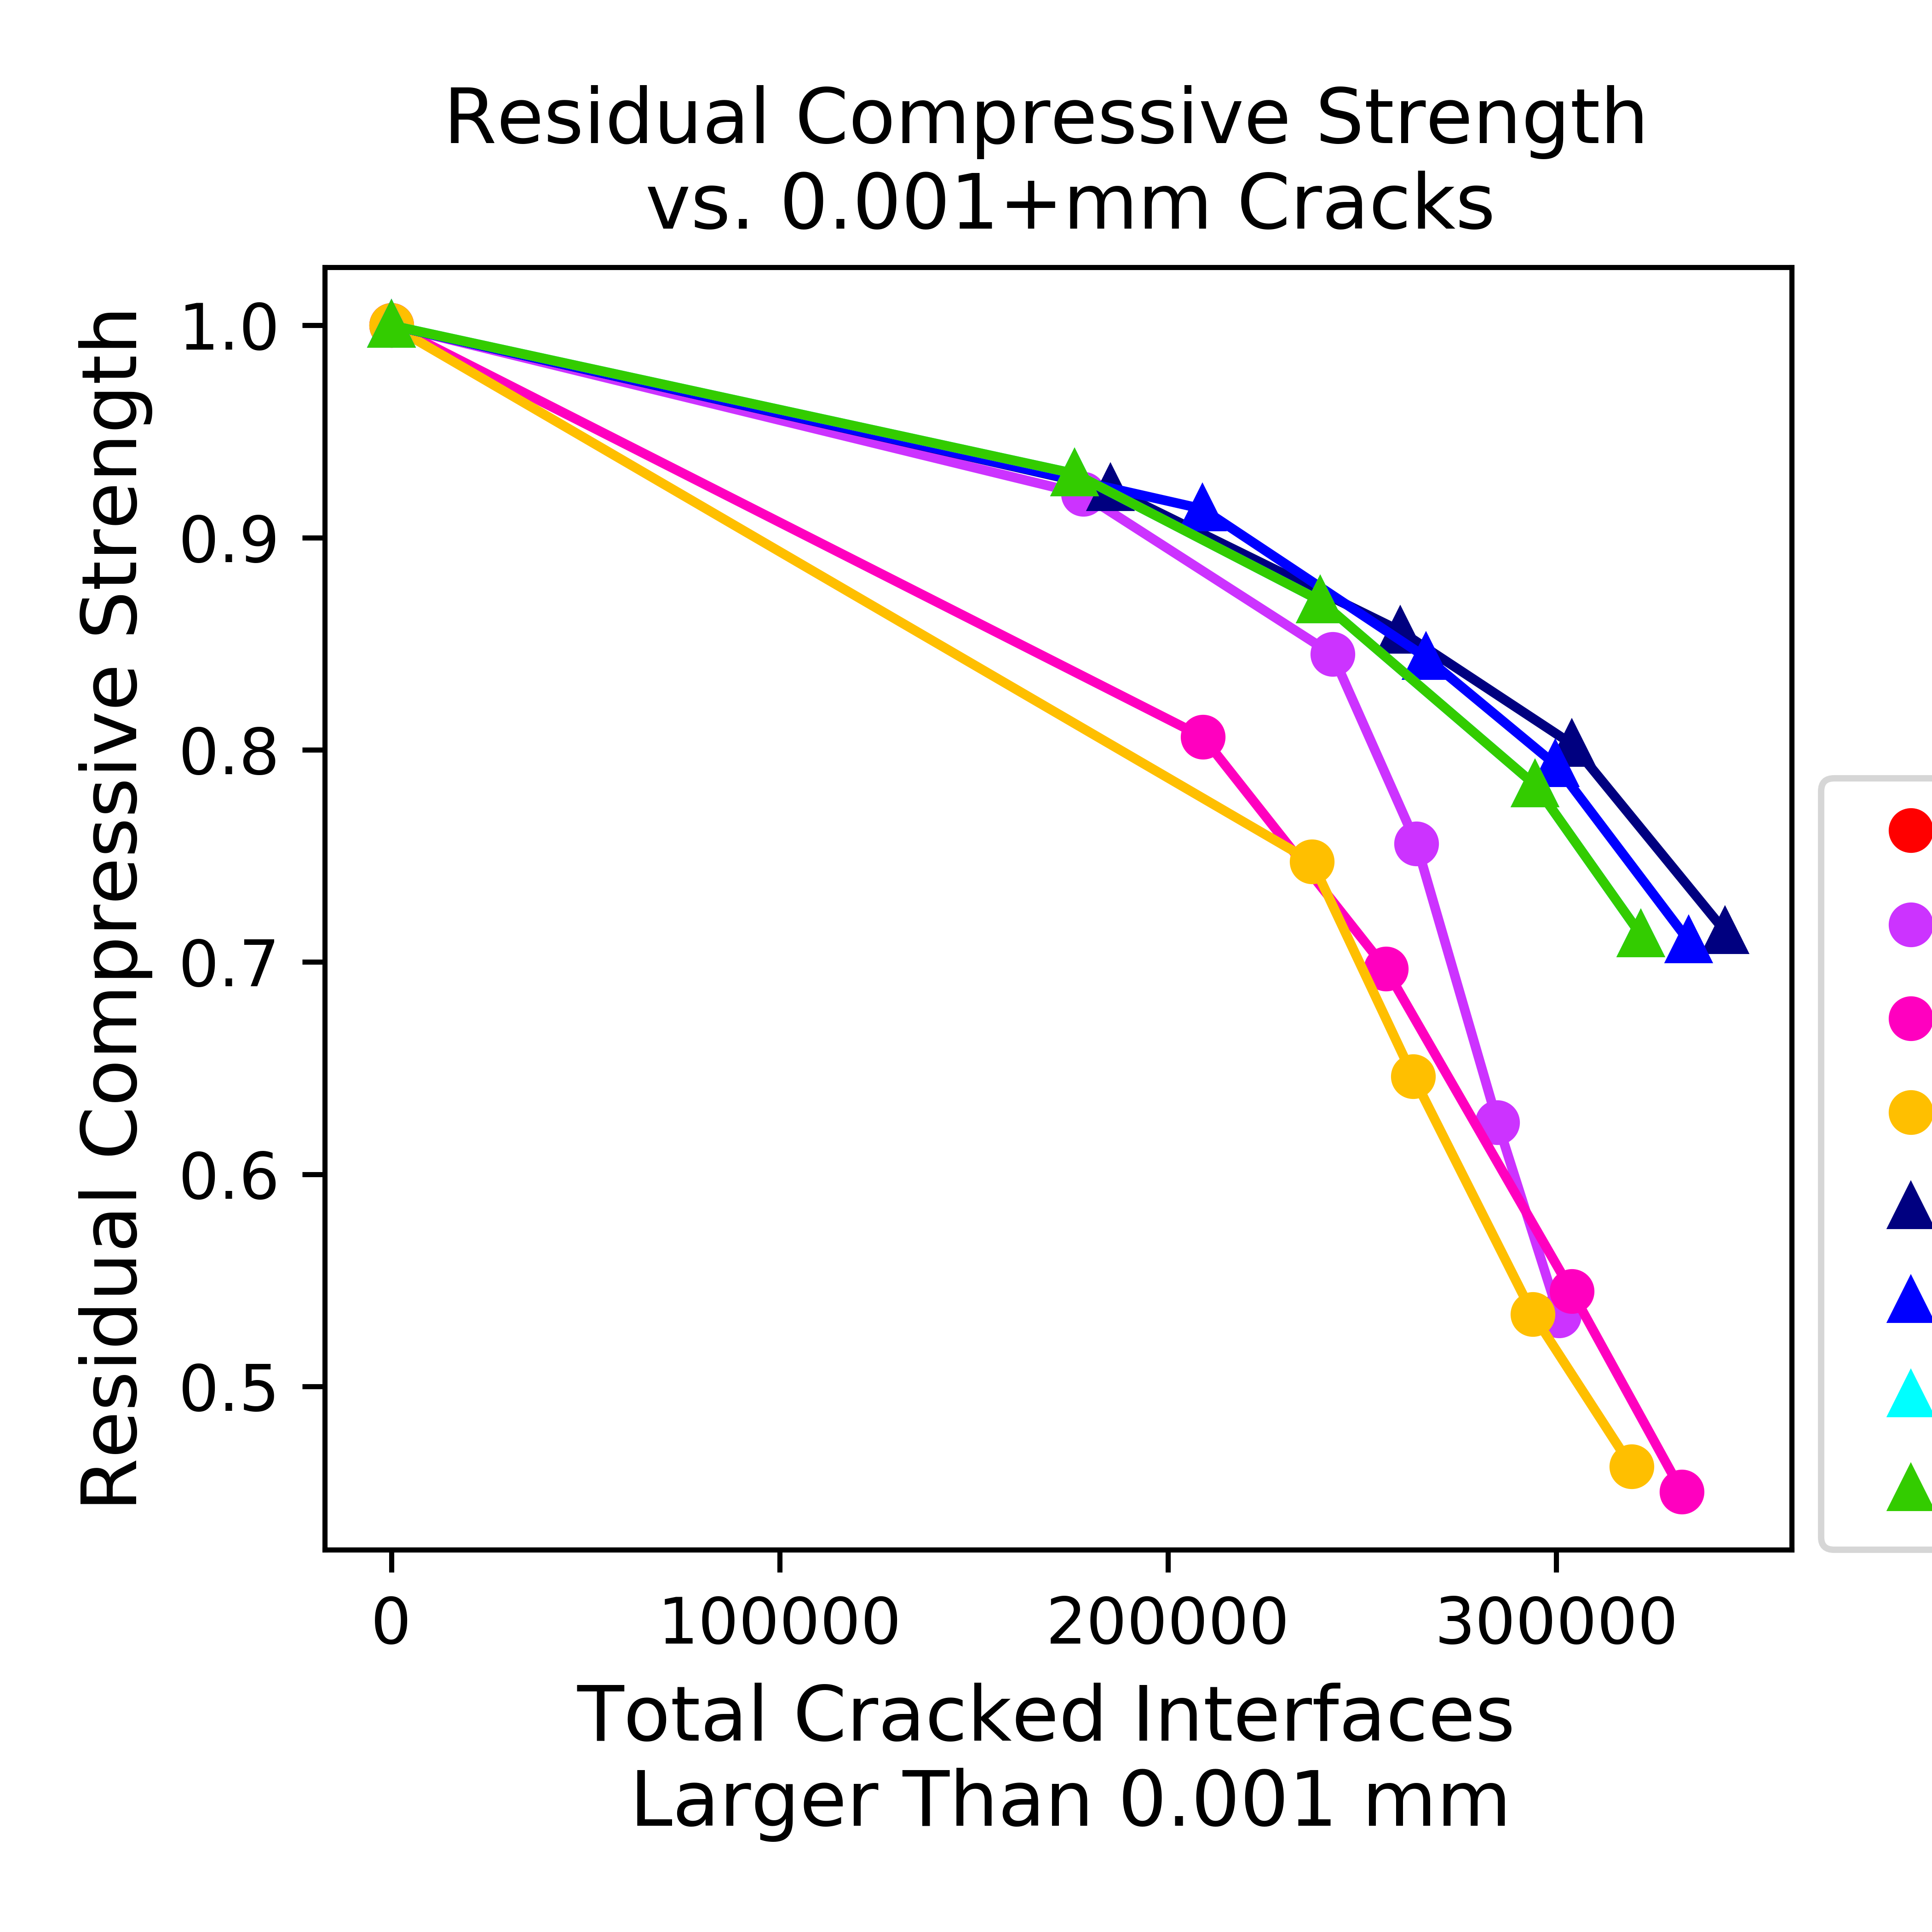 Residual Compressive Strength
vs. 0.001+mm Cracks
Residual Compressive Strength
1.0
0.9
0.8
0.7
0.6
0.5
0
100000
200000
300000
Total Cracked Interfaces
Larger Than 0.001 mm